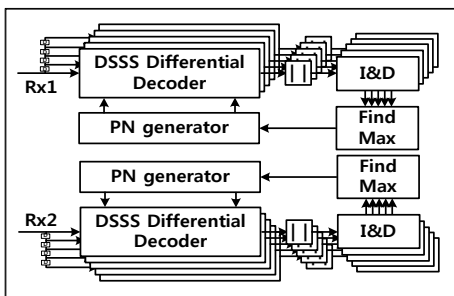 DSSS Differential
Decoder
| |
I&D
Rx1
PN generator
Find
Max
PN generator
Find
Max
Rx2
DSSS Differential
Decoder
| |
I&D